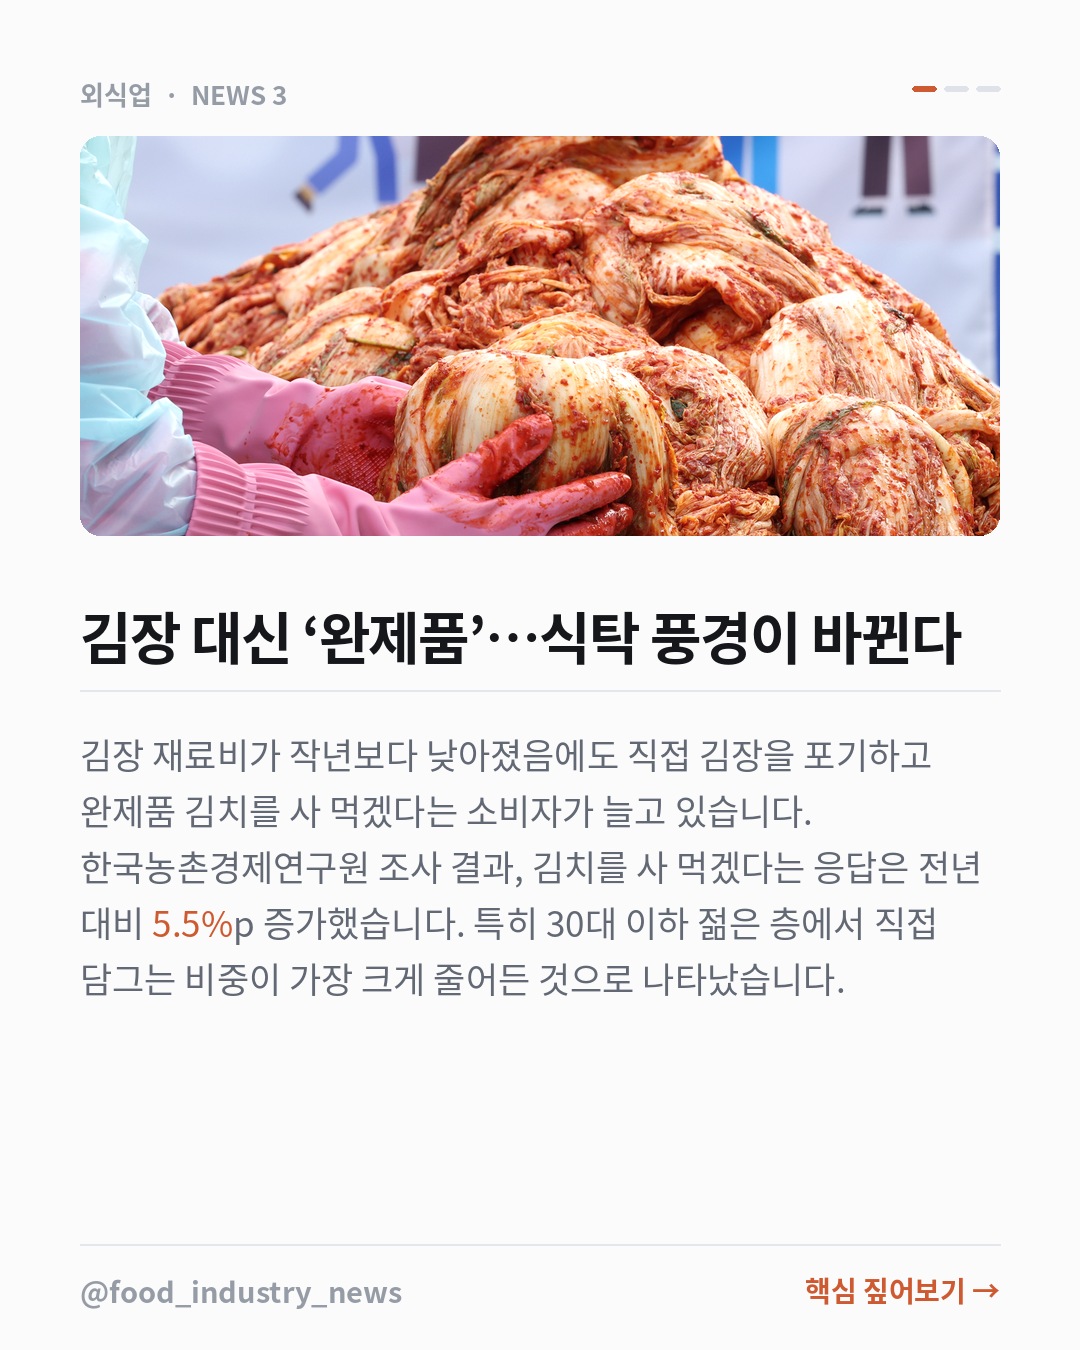 외식업 · NEWS 3
김장 대신 ‘완제품’…식탁 풍경이 바뀐다
김장 재료비가 작년보다 낮아졌음에도 직접 김장을 포기하고
완제품 김치를 사 먹겠다는 소비자가 늘고 있습니다.
한국농촌경제연구원 조사 결과, 김치를 사 먹겠다는 응답은 전년
대비 5.5%p 증가했습니다. 특히 30대 이하 젊은 층에서 직접
담그는 비중이 가장 크게 줄어든 것으로 나타났습니다.
@food_industry_news
핵심 짚어보기 →